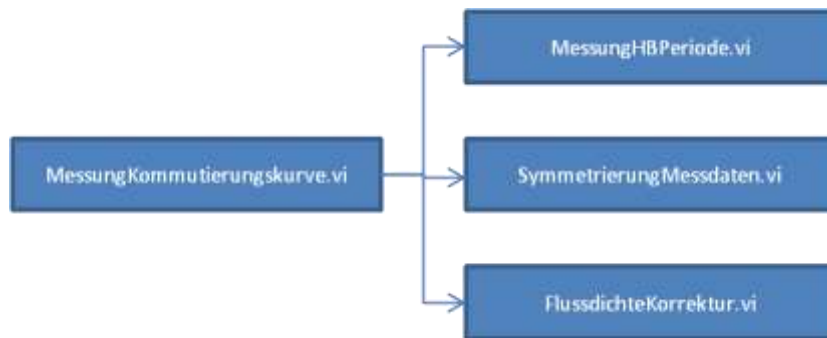 MessungHBPeriode.vi
MessungKommutierungskurve.vi
SymmetrierungMessdaten.vi
FlussdichteKorrektur.vi